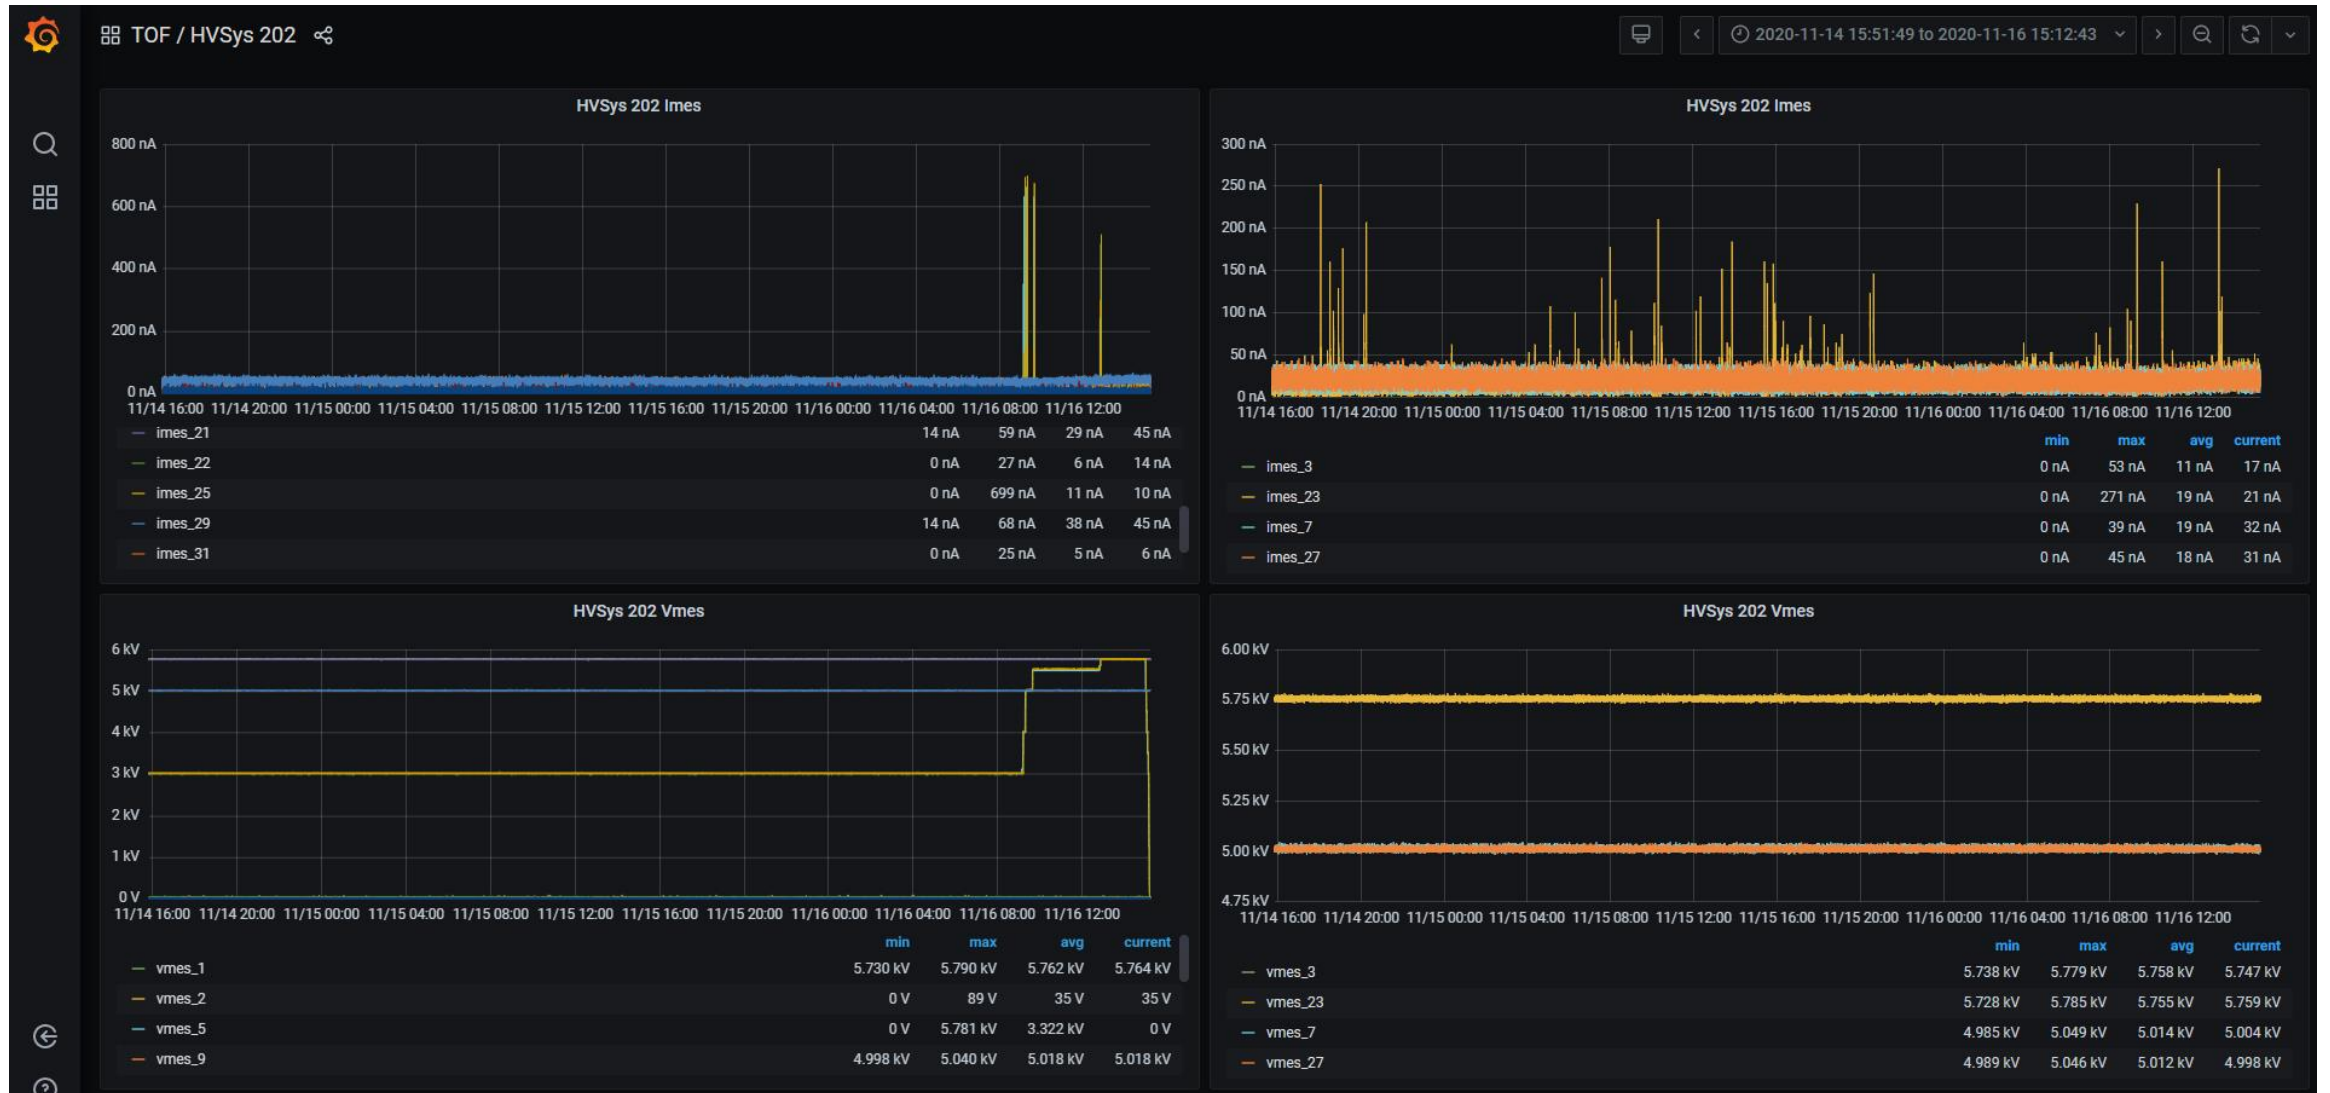 TOF / HVSys 202
2020-11-14 15:51:49 to 2020-11-16 15:12:43
HVSys 202 Imes
800 nA
600 nA
400 nA
200 nA
0 nA
11/14 16:00 11/14 20:00 11/15 00:00 11/15 04:00 11/15 08:00 11/15 12:00 11/15 16:00 11/15 20:00 11/16 00:00 11/16 04:00 11/16 08:00 11/16 12:00
imes_21 14 nA 59 nA 29 nA 45 nA
imes_22 0 nA 27 nA 6 nA 14 nA
imes_25 0 nA 699 nA 11 nA 10 nA
imes_29 14 nA 68 nA 38 nA 45 nA
imes_31 0 nA 25 nA 5 nA 6 nA
HVSys 202 Imes
300 nA
250 nA
200 nA
150 nA
100 nA
50 nA
0 nA
11/14 16:00 11/14 20:00 11/15 00:00 11/15 04:00 11/15 08:00 11/15 12:00 11/15 16:00 11/15 20:00 11/16 00:00 11/16 04:00 11/16 08:00 11/16 12:00
min max avg current
imes_3 0 nA 53 nA 11 nA 17 nA
imes_23 0 nA 271 nA 19 nA 21 nA
imes_7 0 nA 39 nA 19 nA 32 nA
imes_27 0 nA 45 nA 18 nA 31 nA
HVSys 202 Vmes
6 kV
5 kV
4 kV
3 kV
2 kV
1 kV
0 V
11/14 16:00 11/14 20:00 11/15 00:00 11/15 04:00 11/15 08:00 11/15 12:00 11/15 16:00 11/15 20:00 11/16 00:00 11/16 04:00 11/16 08:00 11/16 12:00
min max avg current
vmes_1 5.730 kV 5.790 kV 5.762 kV 5.764 kV
vmes_2 0 V 89 V 35 V 35 V
vmes_5 0 V 5.781 kV 3.322 kV 0 V
vmes_9 4.998 kV 5.040 kV 5.018 kV 5.018 kV
HVSys 202 Vmes
6.00 kV
5.75 kV
5.50 kV
5.25 kV
5.00 kV
4.75 kV
11/14 16:00 11/14 20:00 11/15 00:00 11/15 04:00 11/15 08:00 11/15 12:00 11/15 16:00 11/15 20:00 11/16 00:00 11/16 04:00 11/16 08:00 11/16 12:00
min max avg current
vmes_3 5.738 kV 5.779 kV 5.758 kV 5.747 kV
vmes_23 5.728 kV 5.785 kV 5.755 kV 5.759 kV
vmes_7 4.985 kV 5.049 kV 5.014 kV 5.004 kV
vmes_27 4.989 kV 5.046 kV 5.012 kV 4.998 kV